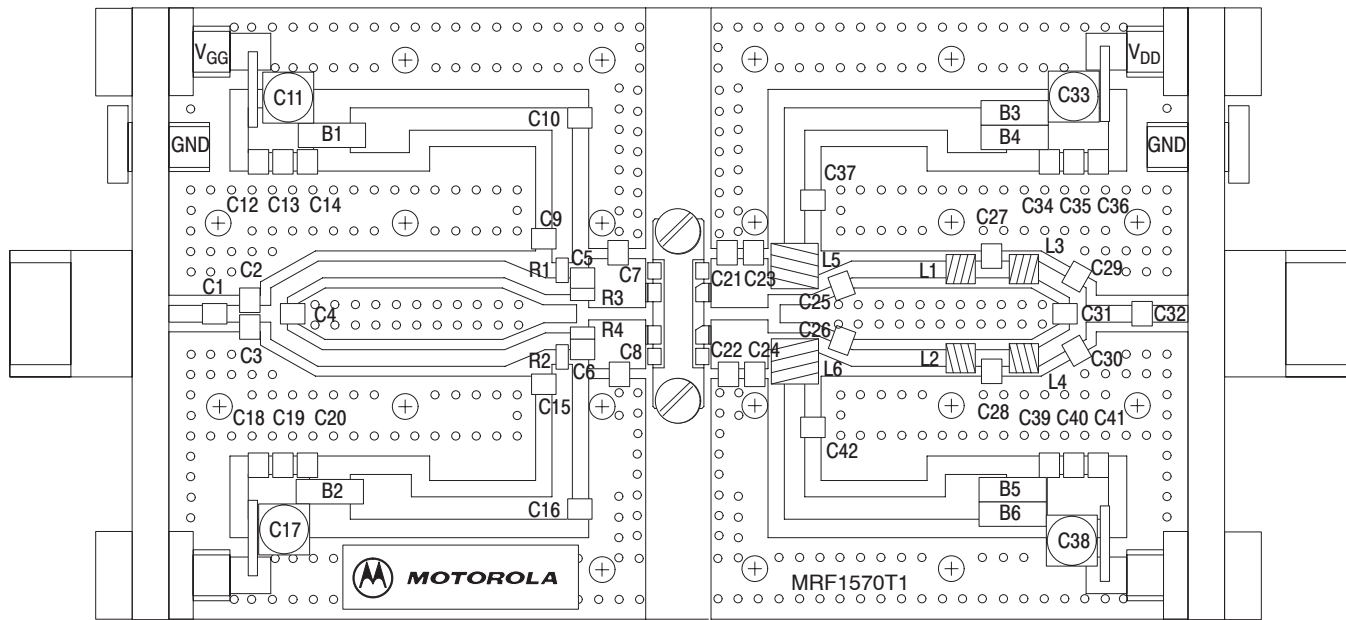 VGG
C11
B1
C10
GND
C12 C13 C14
C9
C2
C1
C4
C3
R1
C5
C7
R3
R4
C8
R2
C6
C15
C18 C19 C20
B2
C16
C17
MOTOROLA
VDD
C33
B3
B4
GND
C37
C27
C34 C35 C36
L3
C29
L5
L1
C21 C23
C25
C31
C32
C26
C22 C24
L6
L2
C30
L4
C28
C39 C40 C41
C42
B5
B6
C38
MRF1570T1